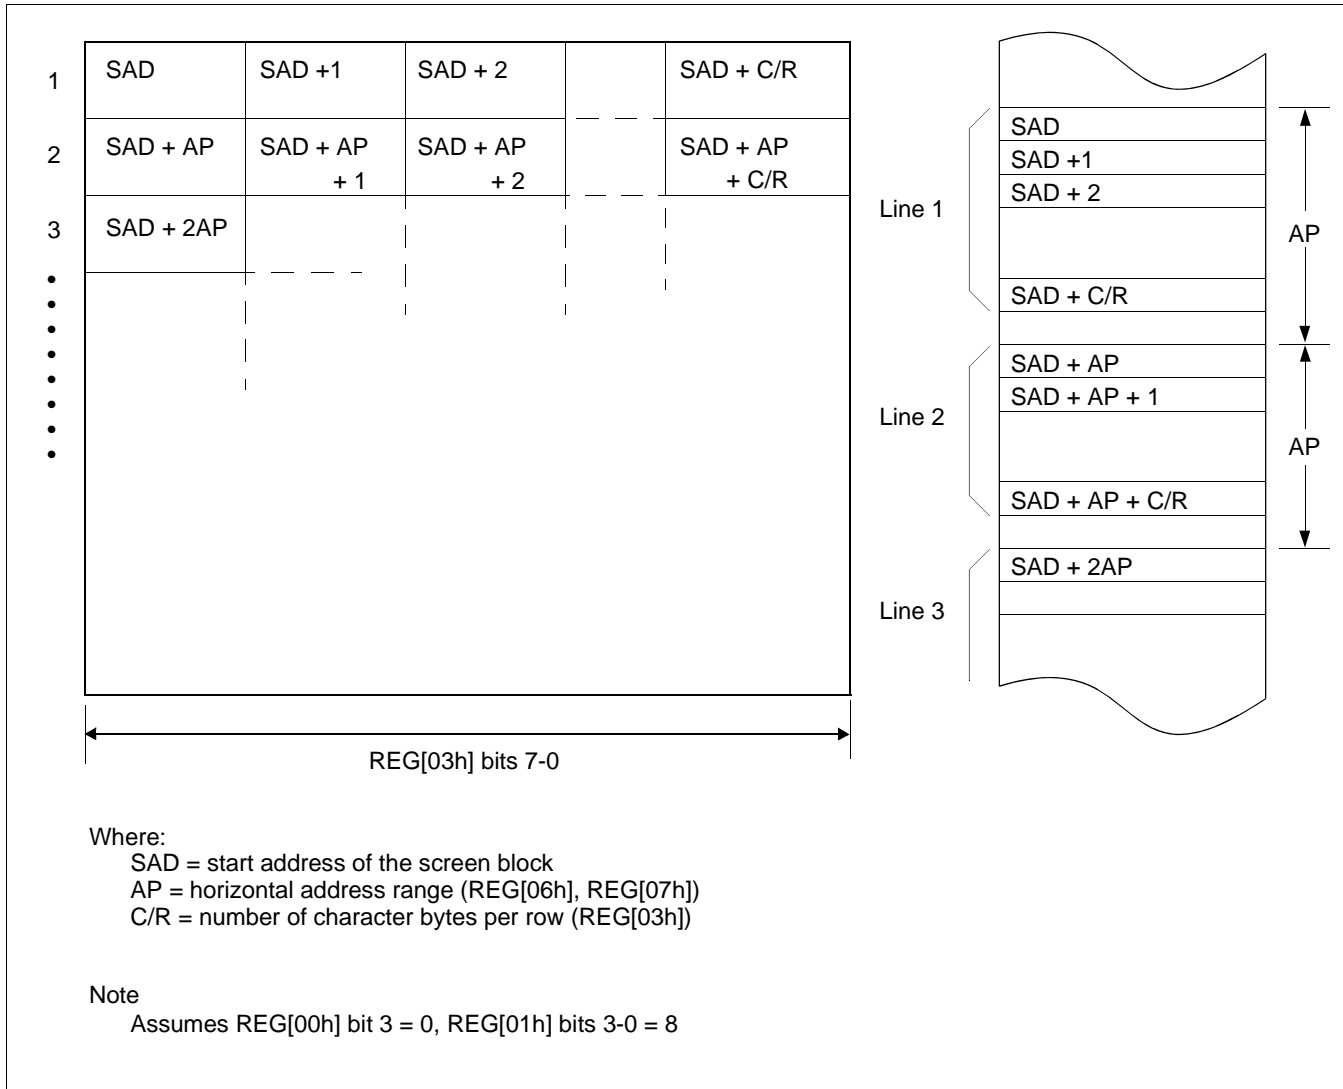 1 SAD SAD +1 SAD + 2 SAD + C/R
2 SAD + AP SAD + AP + 1 SAD + AP + 2 SAD + AP + C/R
3 SAD + 2AP
REG[03h] bits 7-0
Line 1
SAD
SAD +1
SAD + 2
SAD + C/R
AP
Line 2
SAD + AP
SAD + AP + 1
SAD + AP + C/R
AP
Line 3
SAD + 2AP
Where:
SAD = start address of the screen block
AP = horizontal address range (REG[06h], REG[07h])
C/R = number of character bytes per row (REG[03h])
Note
Assumes REG[00h] bit 3 = 0, REG[01h] bits 3-0 = 8